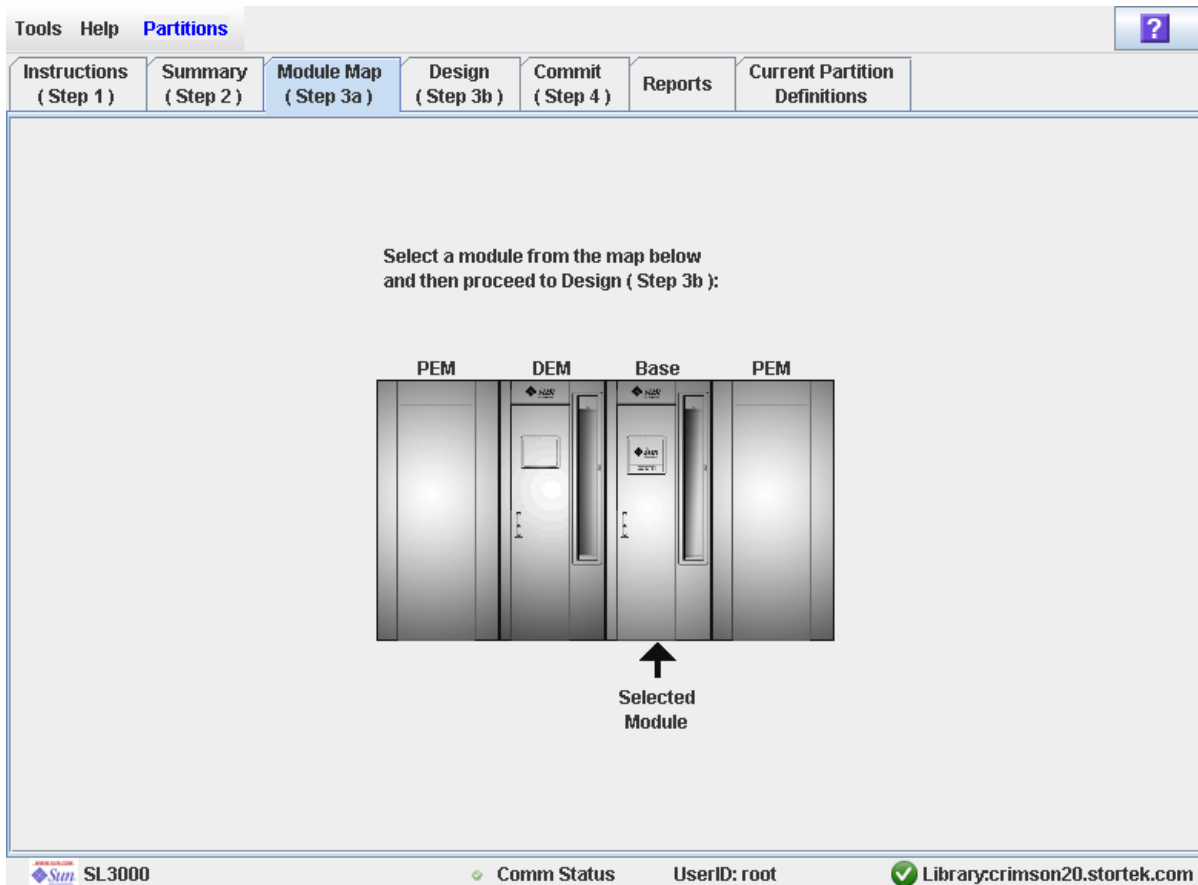 Tools Help Partitions
?
Instructions
( Step 1 )
Summary
( Step 2 )
Module Map
( Step 3a )
Design
( Step 3b )
Commit
( Step 4 )
Reports
Current Partition
Definitions
Select a module from the map below
and then proceed to Design ( Step 3b ):
PEM DEM Base PEM
Sun
Selected
Module
Sun SL3000 Comm Status UserID: root Library:crimson20.stortek.com